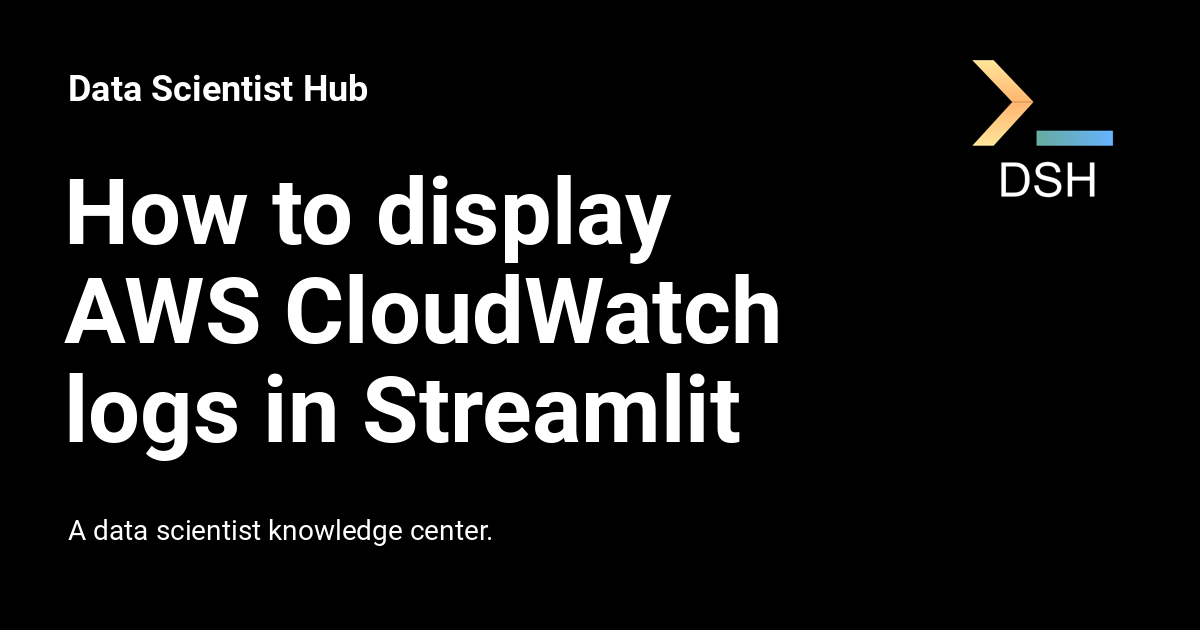 Data Scientist Hub
DSH
How to display
AWS CloudWatch
logs in Streamlit
A data scientist knowledge center.